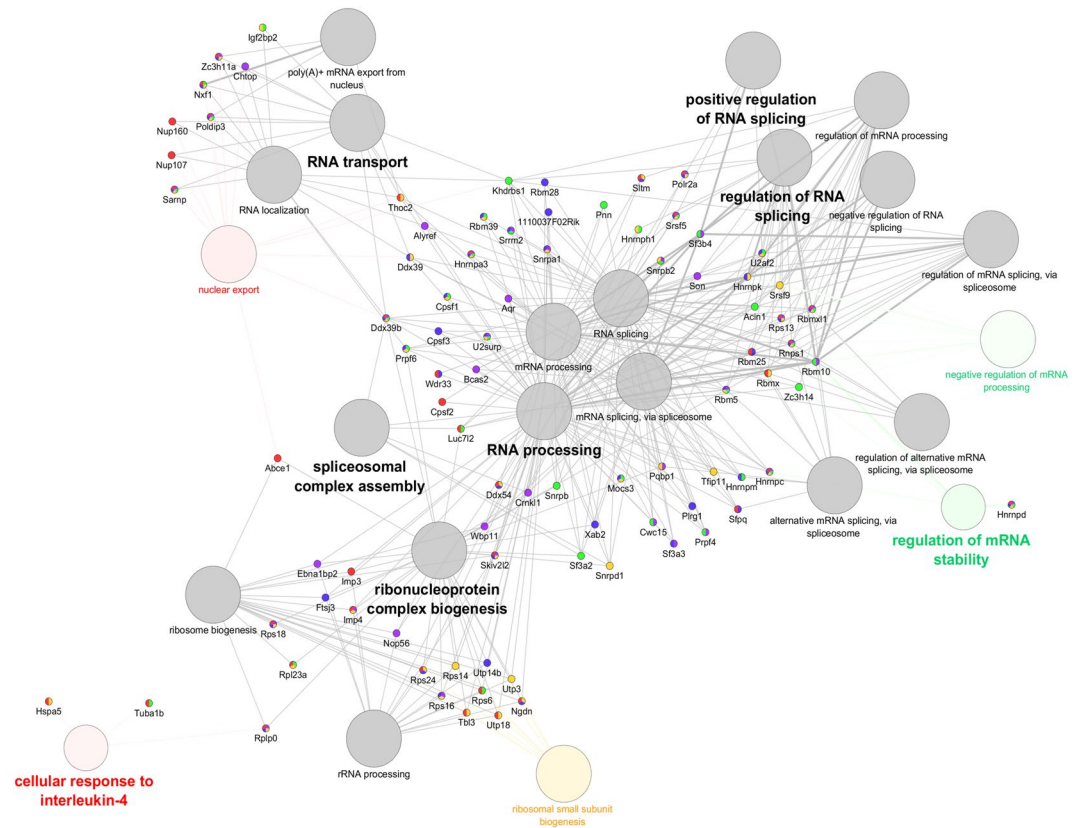 Igf2bp2
Zc3h11a
Chtop
Nxf1
poly(A)+ mRNA export from
nucleus
Poldip3
Nup160
Nup107
Sarnp
RNA transport
RNA localization
nuclear export
positive regulation
of RNA splicing
regulation of mRNA processing
regulation of RNA
splicing
negative regulation of RNA
splicing
regulation of mRNA splicing, via
spliceosome
negative regulation of mRNA
processing
Khdrbs1
Rbm28
Sltm
Polr2a
Thoc2
1110037F02Rik
Pnn
Srsf5
Alyref
Rbm39
Srrm2
Hnrnph1
Sf3b4
Ddx39
Hnrnpa3
Snrpa1
Snrpb2
U2af2
Son
Hnrnpk
Srsf9
Cpsf1
Aqr
RNA splicing
Acin1
Rps13
Rbmxl1
Ddx39b
Cpsf3
U2surp
mRNA processing
Rnps1
Prpf6
Rbm25
Rbm10
Wdr33
Bcas2
mRNA splicing, via spliceosome
Rbmx
Cpsf2
Rbm5
Zc3h14
Luc7l2
RNA processing
regulation of alternative mRNA
splicing, via spliceosome
Abce1
spliceosomal
complex assembly
Ddx54
Crnkl1
Snrpb
Mocs3
Pqbp1
Tfip11
Hnrnpm
Hnrnpc
Plrg1
Sfpq
alternative mRNA splicing, via
spliceosome
Hnrnpd
regulation of mRNA
stability
Wbp11
Xab2
Cwc15
Sf3a3
Prpf4
Skiv2l2
Sf3a2
Snrpd1
Ebna1bp2
Imp3
ribonucleoprotein
complex biogenesis
Ftsj3
Imp4
ribosome biogenesis
Rps18
Nop56
Rpl23a
Rps24
Rps14
Utp14b
Utp3
Rps16
Rps6
Ngdn
Tbl3
Utp18
Hspa5
Tuba1b
Rplp0
rRNA processing
cellular response to
interleukin-4
ribosomal small subunit
biogenesis